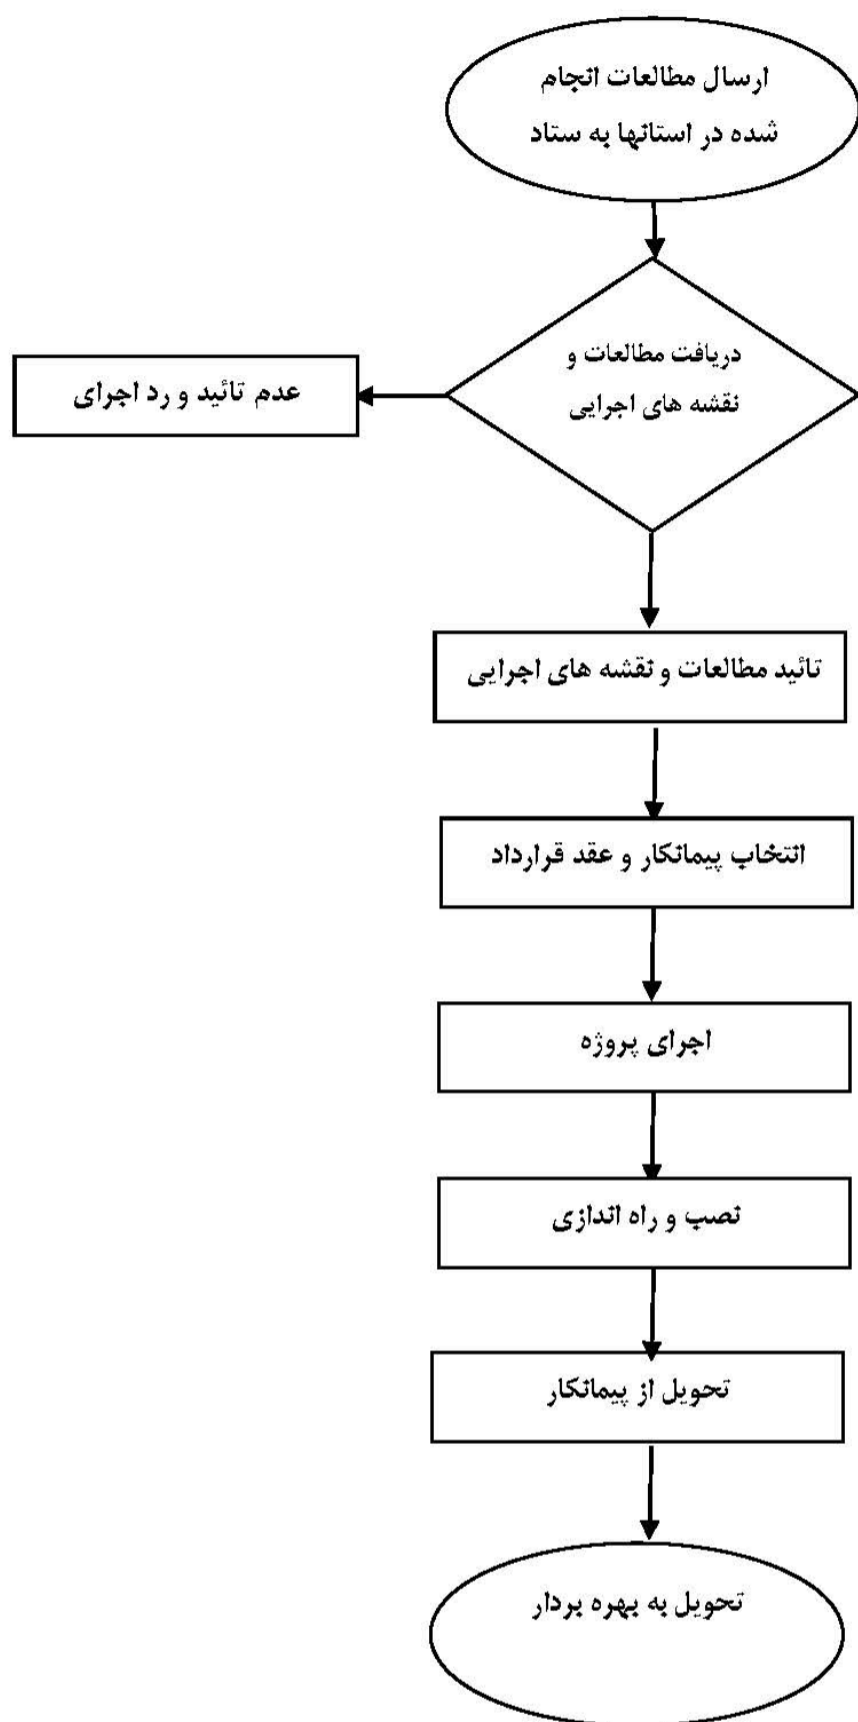 ارسال مطالعات انجام
شده در استانها به ستاد
دریافت مطالعات و
نقشه های اجرایی
عدم تائید و رد اجرای
تائید مطالعات و نقشه های اجرایی
انتخاب پیمانکار و عقد قرارداد
اجرای پروژه
نصب و راه اندازی
تحویل از پیمانکار
تحویل به بهره بردار